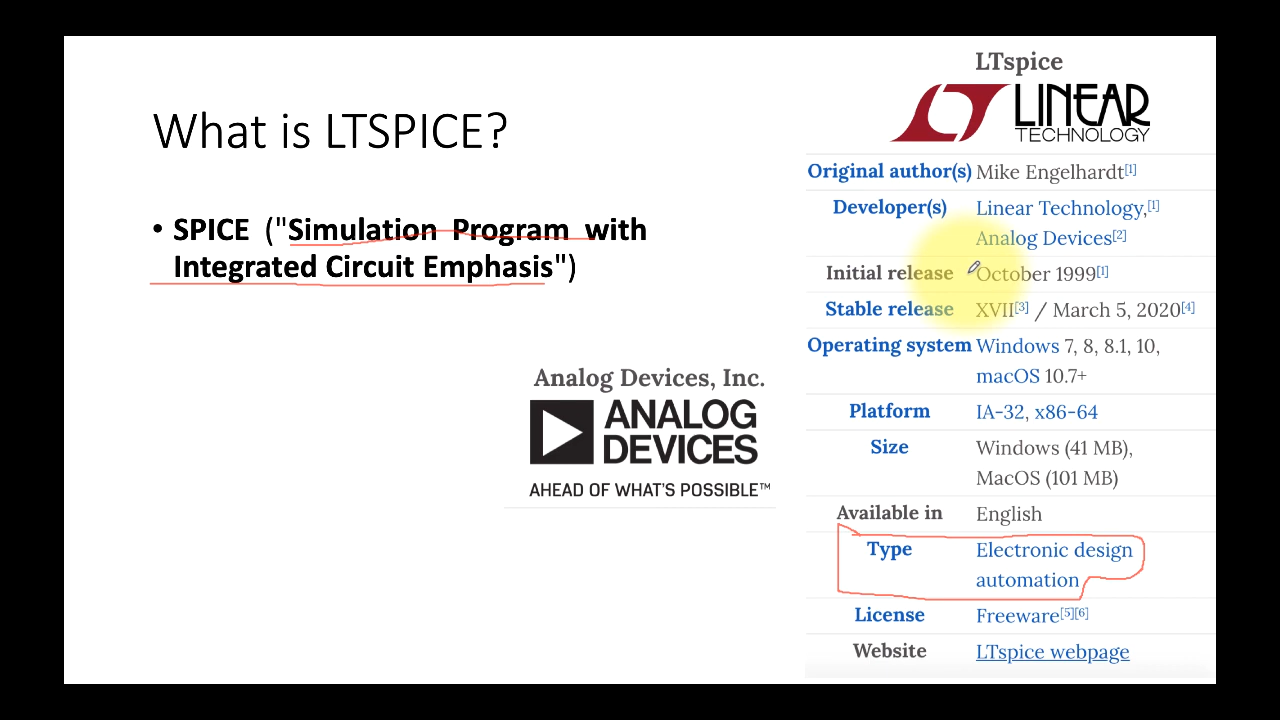 What is LTSPICE?
• SPICE ("Simulation Program with
Integrated Circuit Emphasis")
Analog Devices, Inc.
ANALOG
DEVICES
AHEAD OF WHAT'S POSSIBLE™
LTspice
LINEAR
TECHNOLOGY
Original author(s) Mike Engelhardt[1]
Developer(s) Linear Technology,[1]
Analog Devices[2]
Initial release October 1999[1]
Stable release XVII[3] / March 5, 2020[4]
Operating system Windows 7, 8, 8.1, 10,
macOS 10.7+
Platform IA-32, x86-64
Size Windows (41 MB),
MacOS (101 MB)
Available in English
Type Electronic design
automation
License Freeware[5][6]
Website LTspice webpage